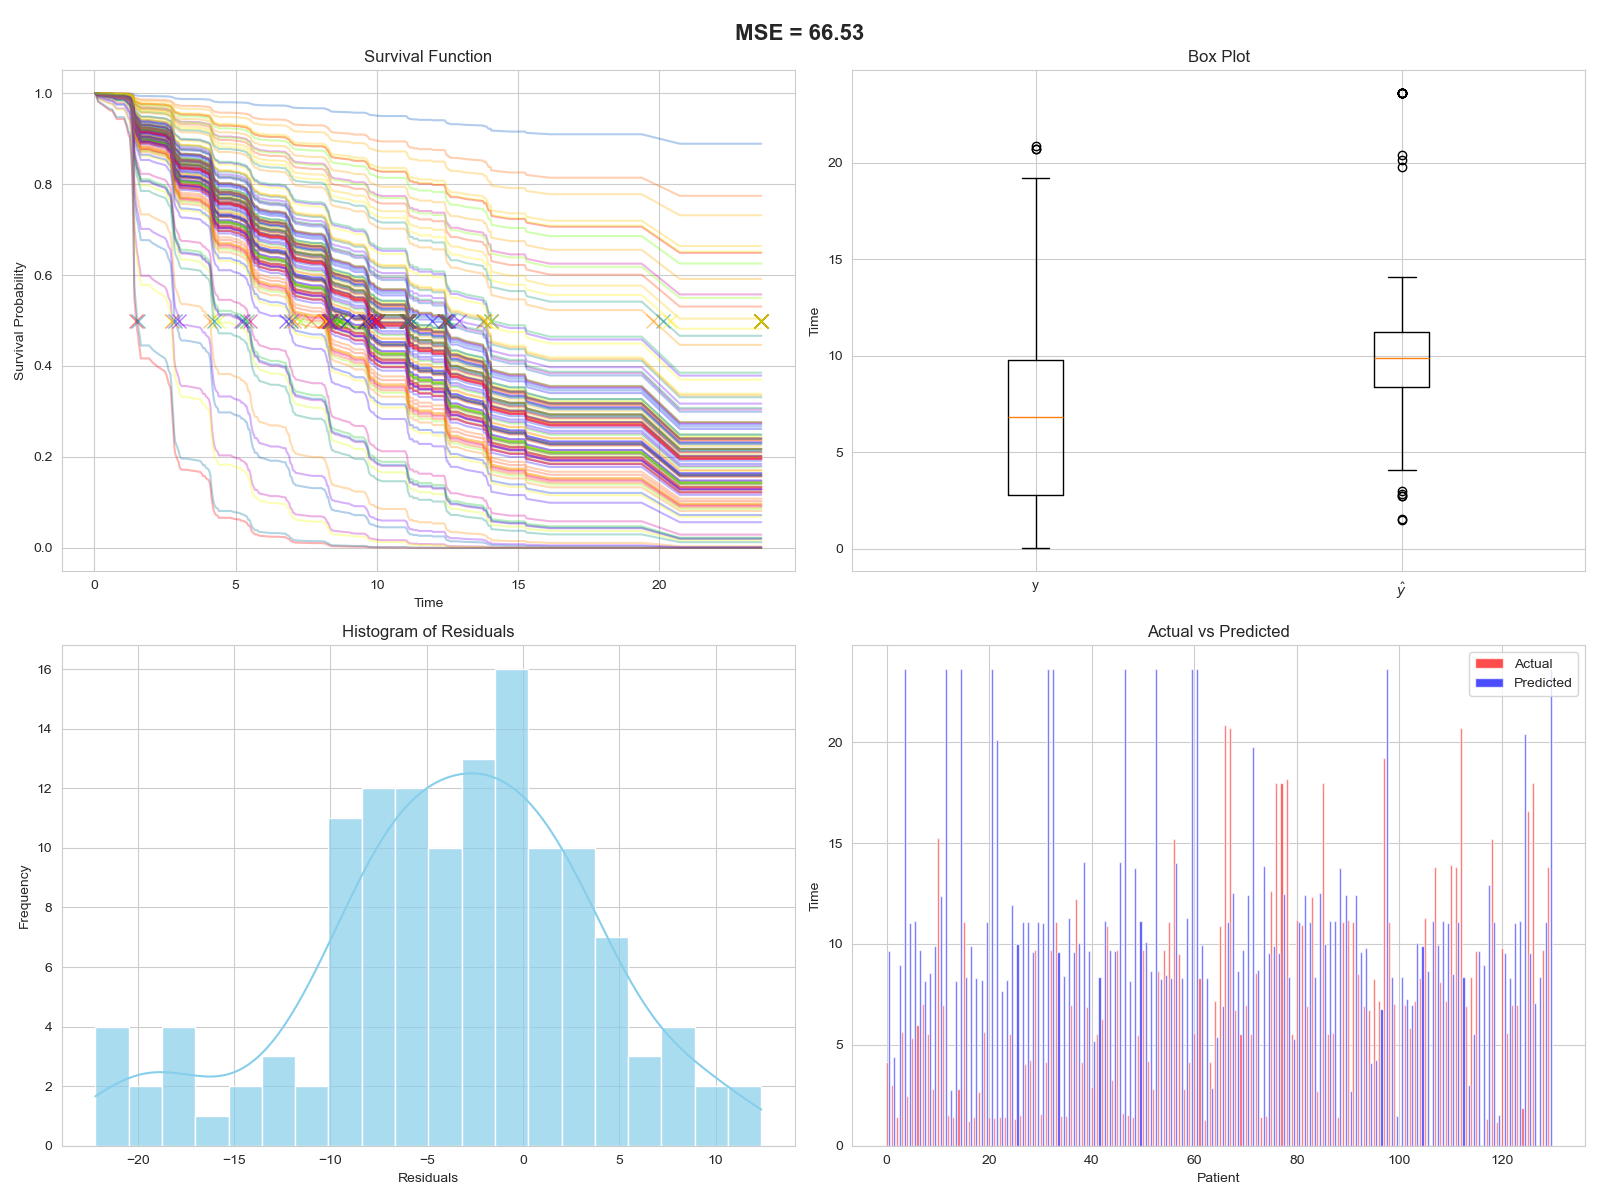 MSE = 66.53
Survival Function
1.0
0.8
0.6
0.4
0.2
0.0
Survival Probability
0
5
10
15
20
Time
Box Plot
20
15
10
5
0
Time
y
ŷ
Histogram of Residuals
16
14
12
10
8
6
4
2
0
Frequency
−20
−15
−10
−5
0
5
10
Residuals
Actual vs Predicted
Actual
Predicted
20
15
10
5
0
Time
0
20
40
60
80
100
120
Patient